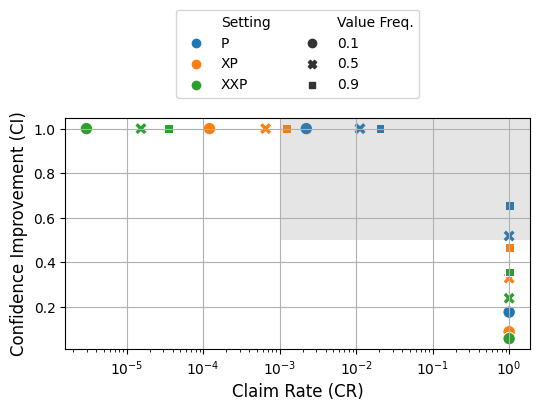 Setting Value Freq.
P 0.1
XP 0.5
XXP 0.9
1.0
0.8
0.6
0.4
0.2
Confidence Improvement (CI)
10⁻⁵ 10⁻⁴ 10⁻³ 10⁻² 10⁻¹ 10⁰
Claim Rate (CR)